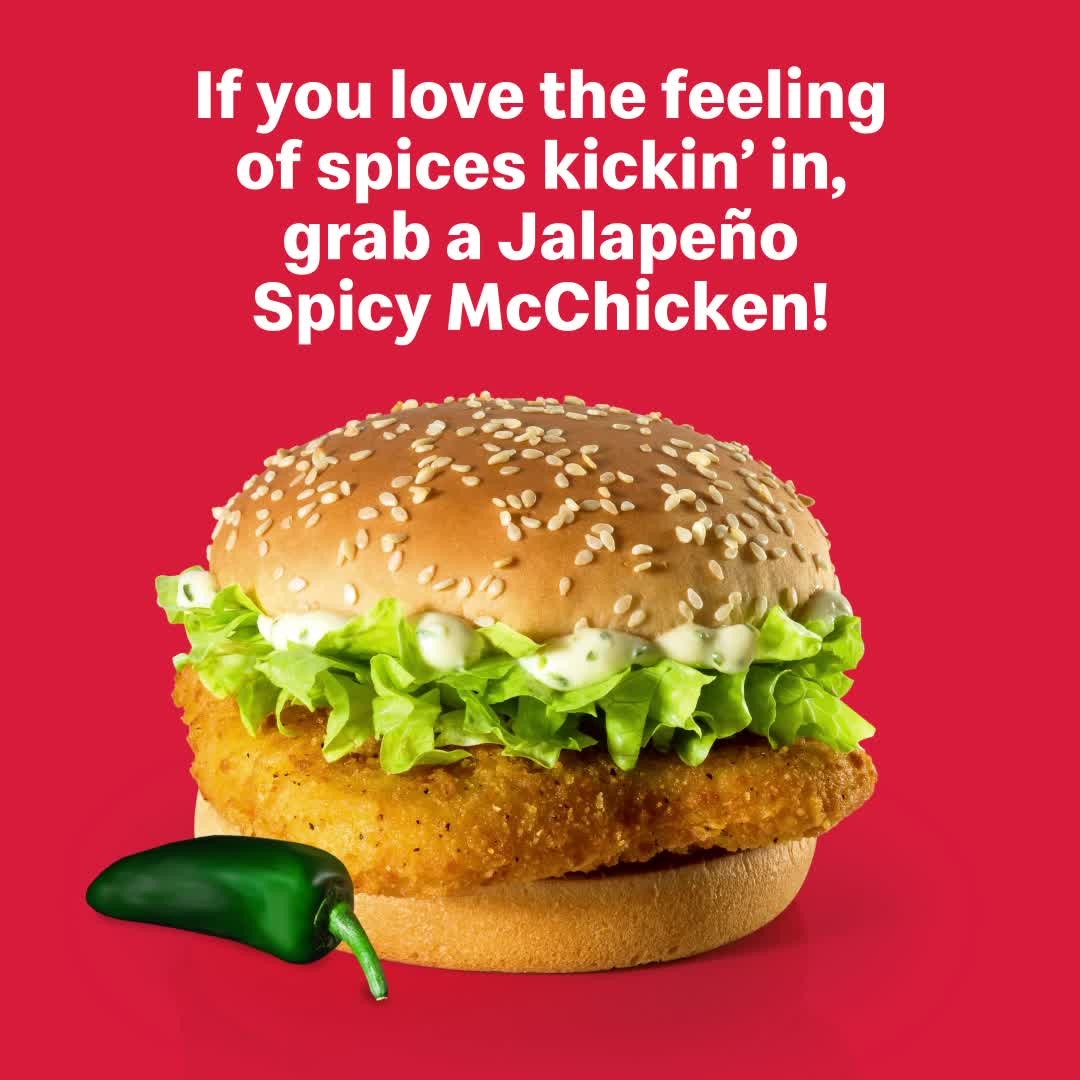 If you love the feeling
of spices kickin’ in,
grab a Jalapeño
Spicy McChicken!